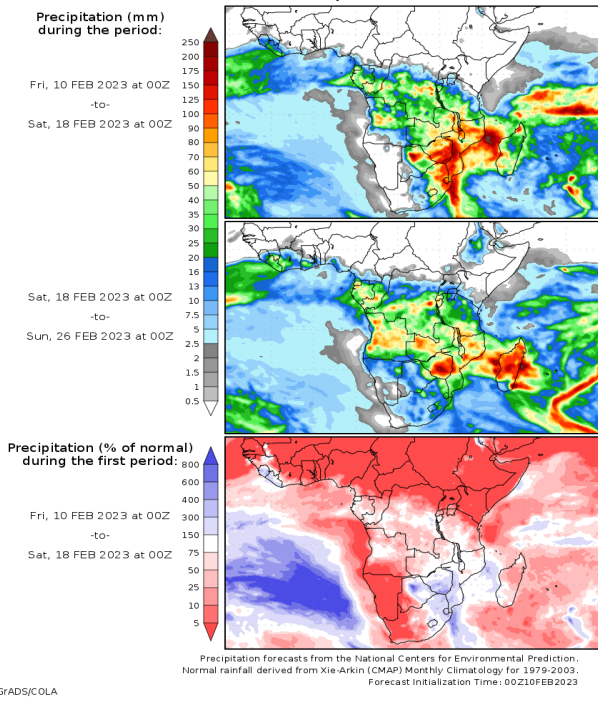 Precipitation (mm)
during the period:
250
200
175
150
125
100
90
80
70
60
50
40
35
30
25
20
16
13
10
7.5
5
2.5
2
1.5
1
0.5
Fri, 10 FEB 2023 at 00Z
-to-
Sat, 18 FEB 2023 at 00Z
Sat, 18 FEB 2023 at 00Z
-to-
Sun, 26 FEB 2023 at 00Z
Precipitation (% of normal)
during the first period:
800
600
400
300
150
75
50
25
10
5
Fri, 10 FEB 2023 at 00Z
-to-
Sat, 18 FEB 2023 at 00Z
Precipitation forecasts from the National Centers for Environmental Prediction.
Normal rainfall derived from Xie-Arkin (CMAP) Monthly Climatology for 1979-2003.
Forecast Initialization Time: 00Z10FEB2023
GrADS/COLA